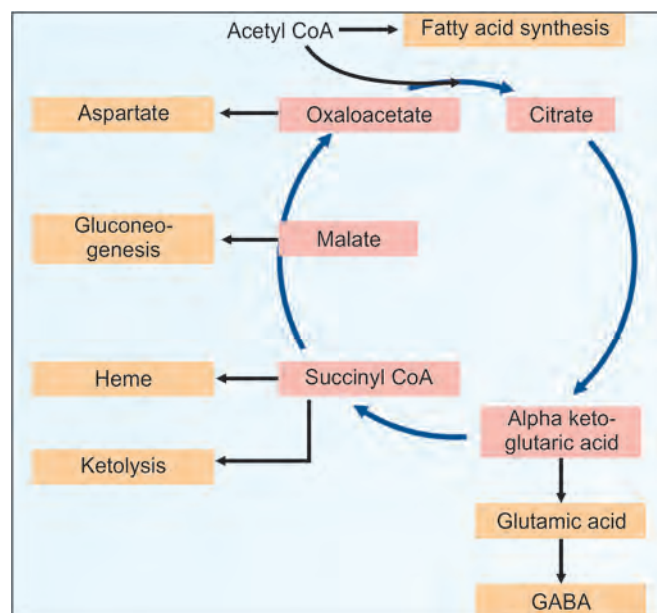 Acetyl CoA
Fatty acid synthesis
Aspartate
Oxaloacetate
Citrate
Gluconeo-
genesis
Malate
Heme
Succinyl CoA
Alpha keto-
glutaric acid
Ketolysis
Glutamic acid
GABA